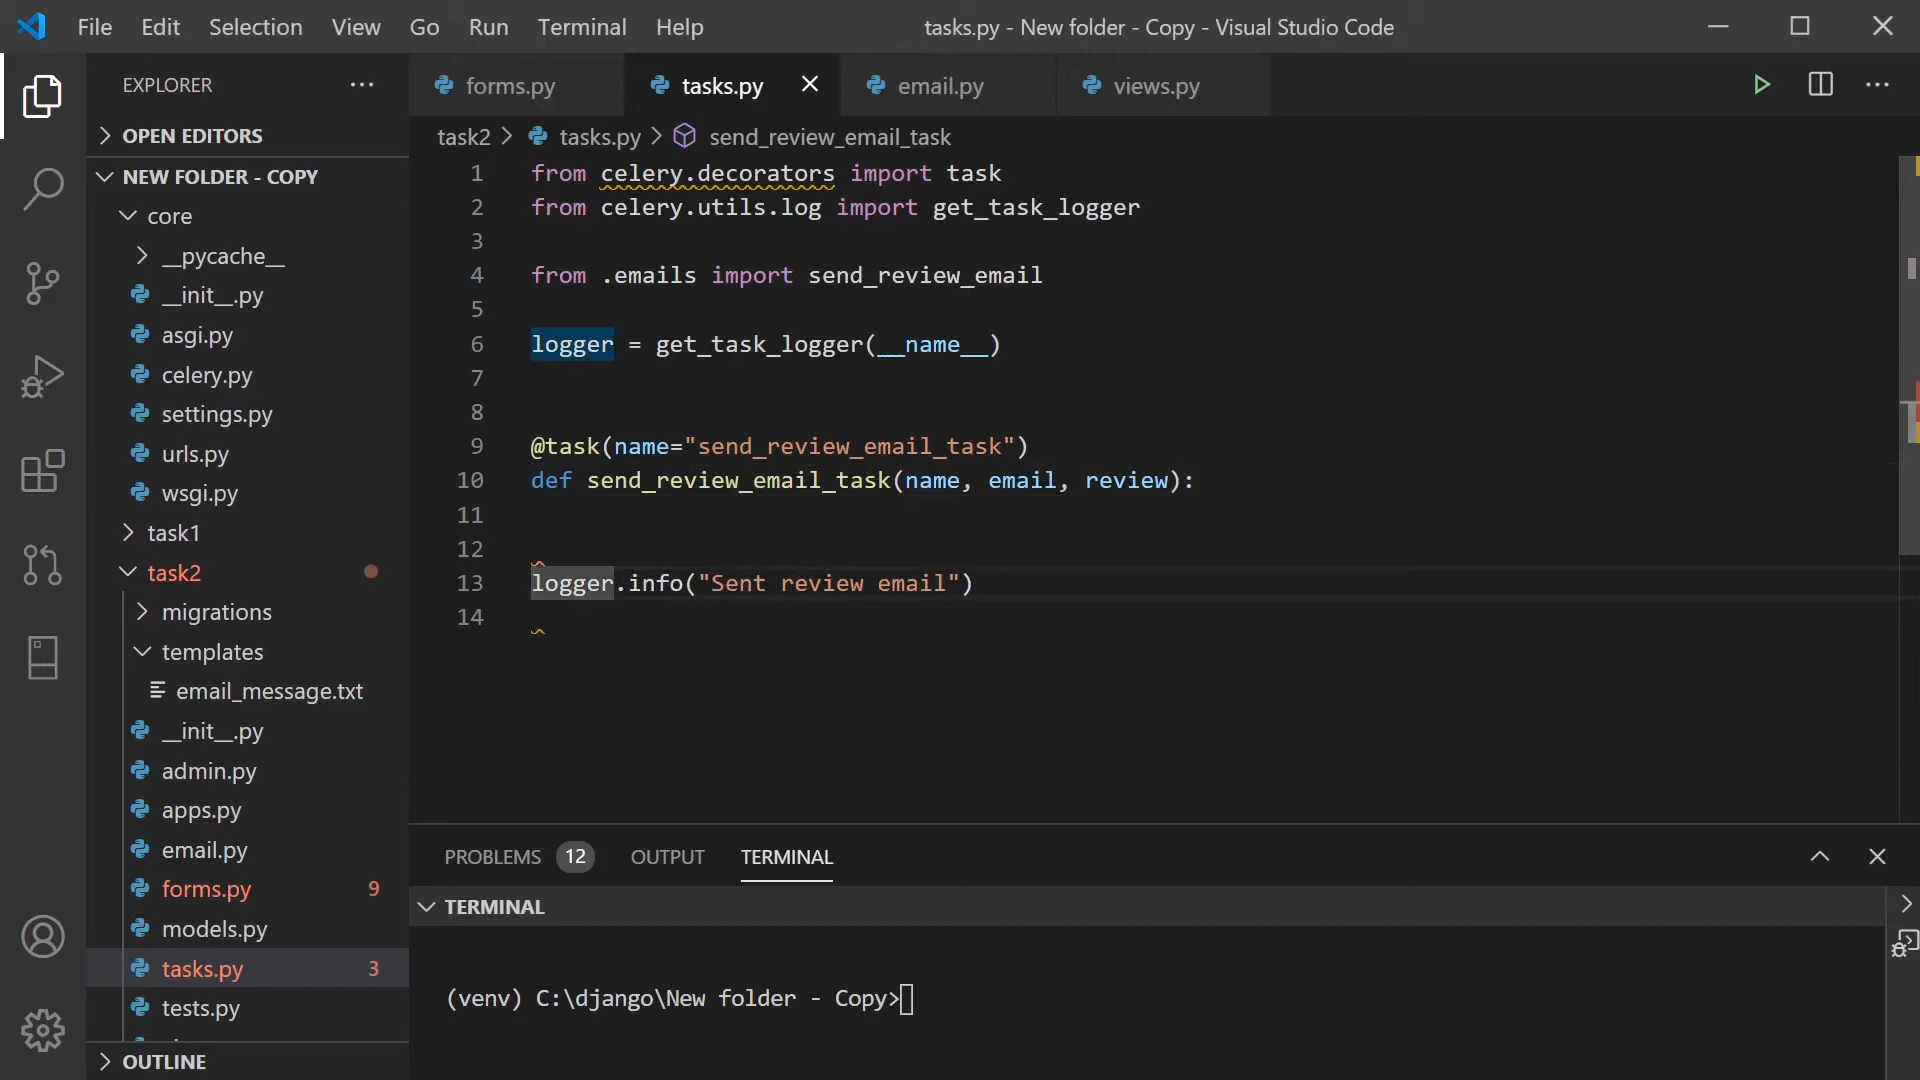 File Edit Selection View Go Run Terminal Help
tasks.py - New folder - Copy - Visual Studio Code
EXPLORER
OPEN EDITORS
NEW FOLDER - COPY
core
__pycache__
__init__.py
asgi.py
celery.py
settings.py
urls.py
wsgi.py
task1
task2
migrations
templates
email_message.txt
__init__.py
admin.py
apps.py
email.py
forms.py 9
models.py
tasks.py 3
tests.py
OUTLINE
forms.py tasks.py email.py views.py
task2 > tasks.py > send_review_email_task
1 from celery.decorators import task
2 from celery.utils.log import get_task_logger
3
4 from .emails import send_review_email
5
6 logger = get_task_logger(__name__)
7
8
9 @task(name="send_review_email_task")
10 def send_review_email_task(name, email, review):
11
12
13 logger.info("Sent review email")
14
PROBLEMS 12 OUTPUT TERMINAL
TERMINAL
(venv) C:\django\New folder - Copy>